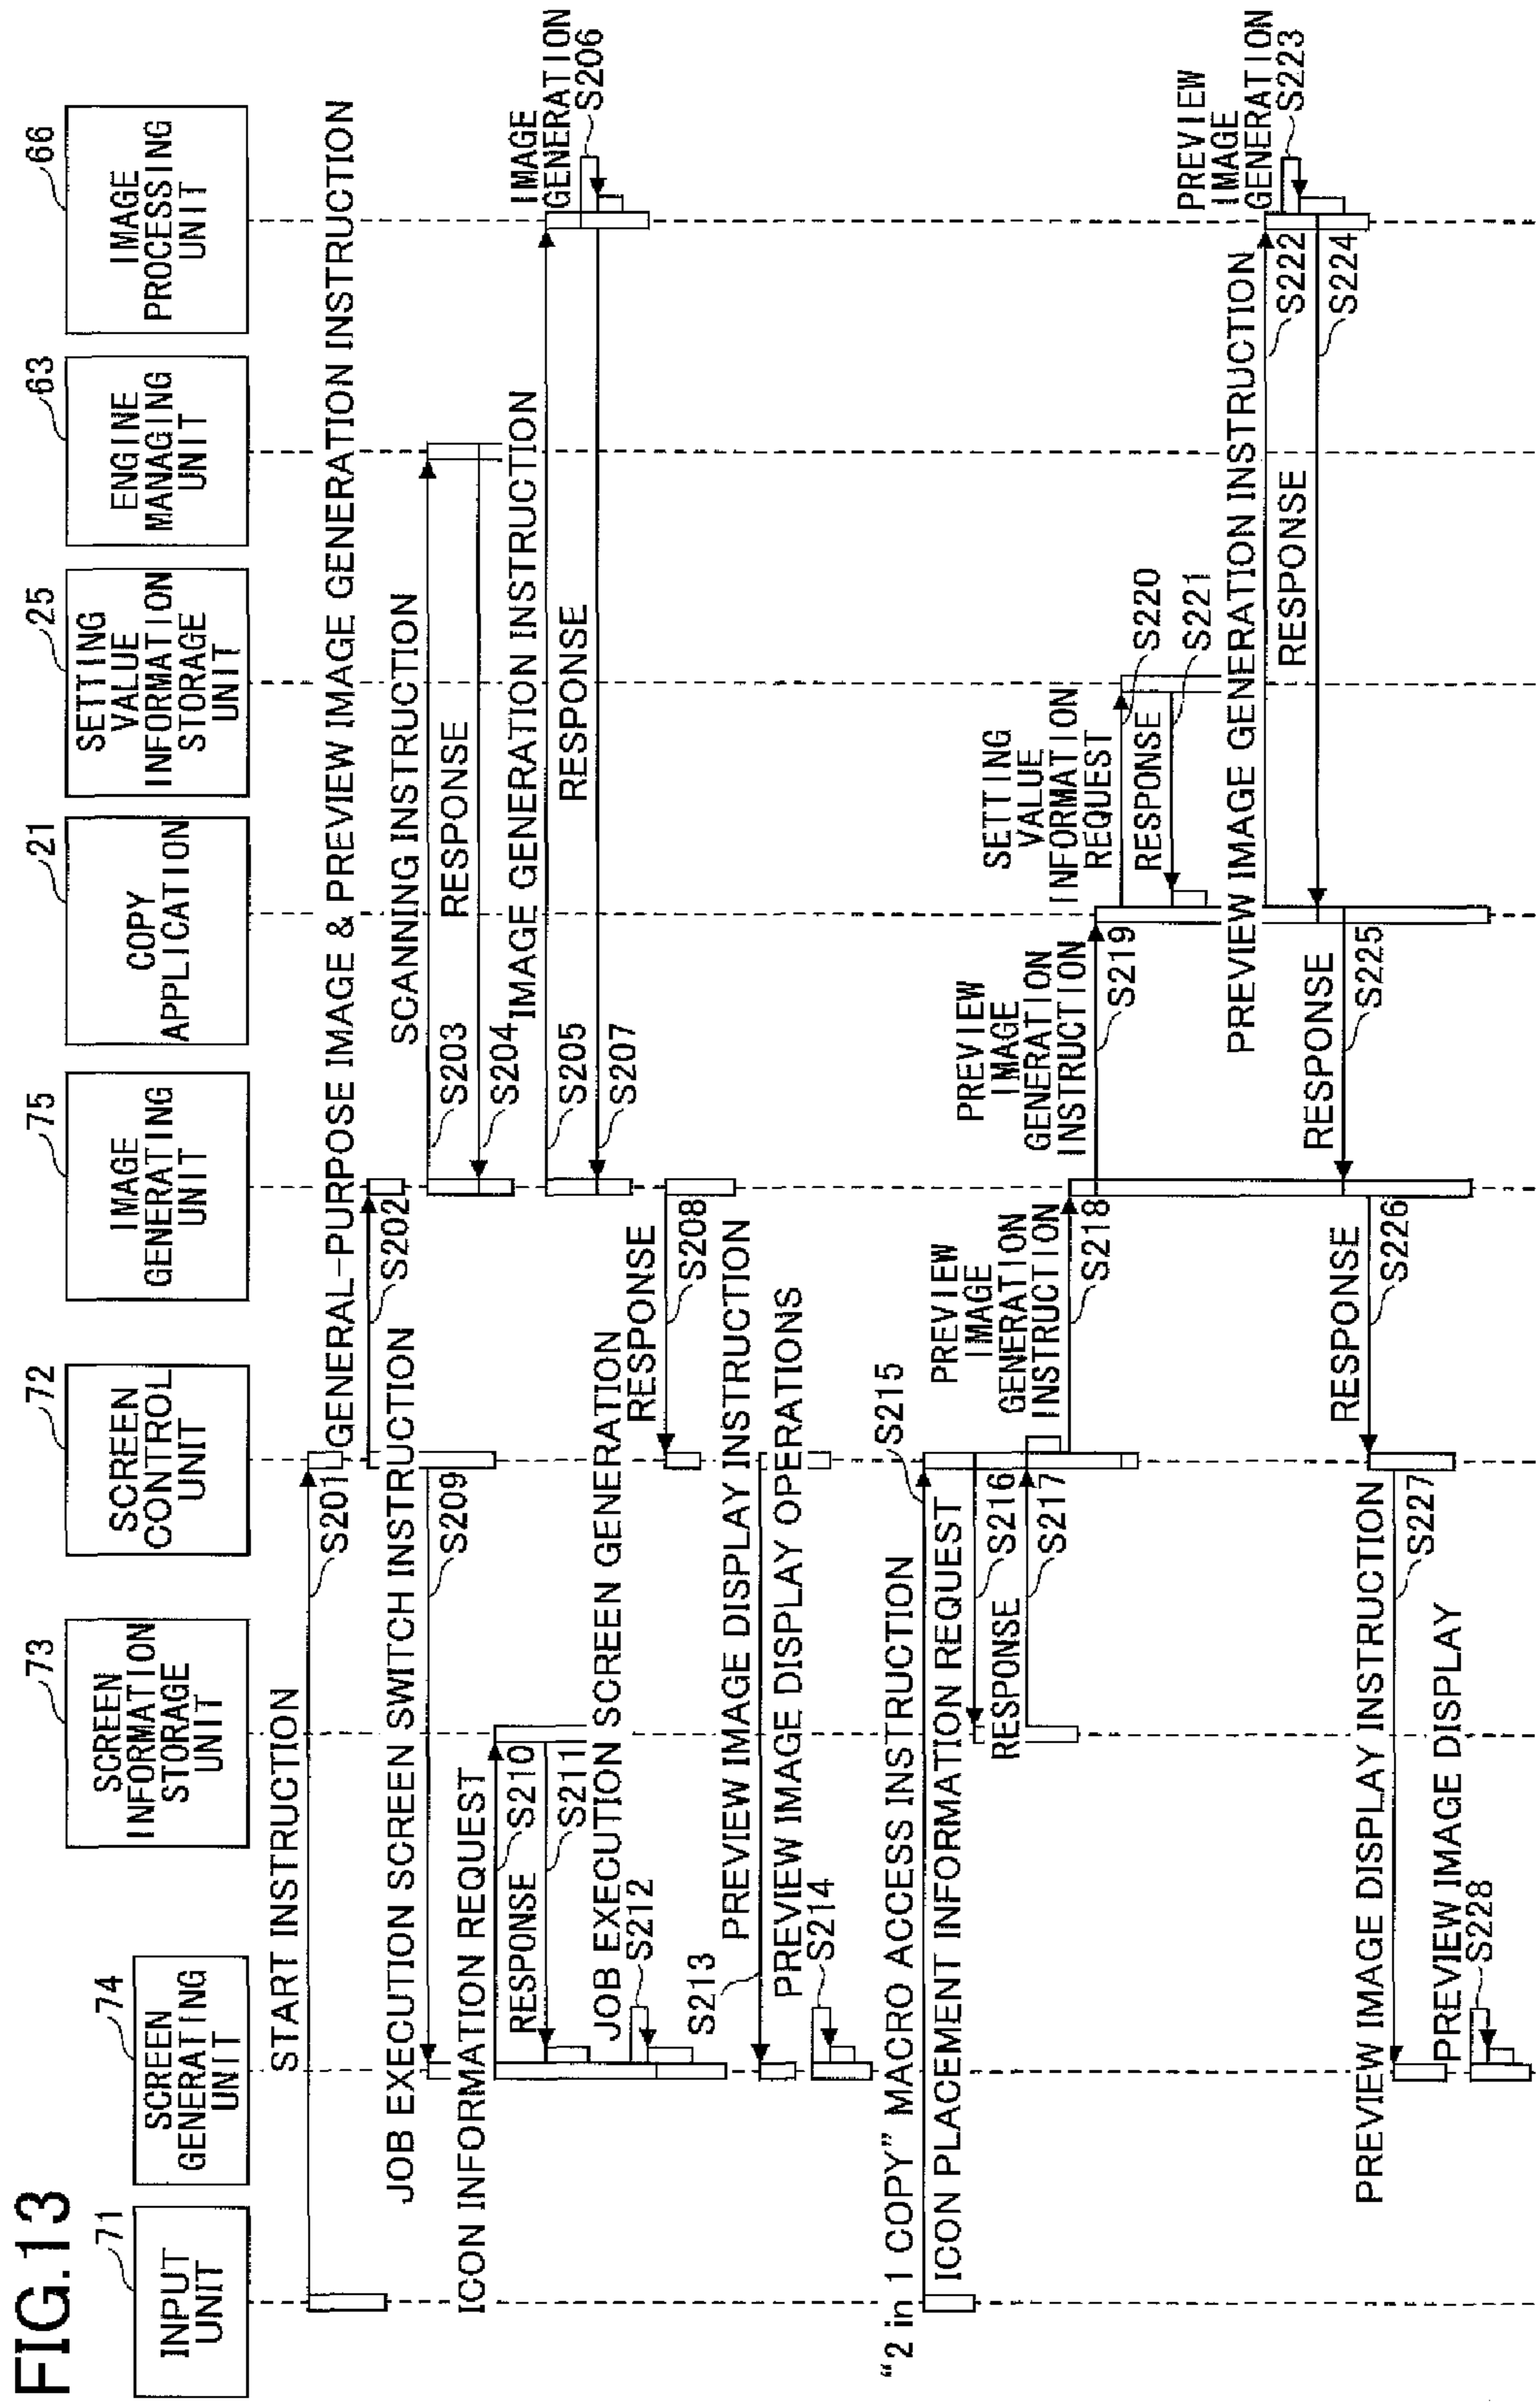 FIG.13
71
INPUT
UNIT
74
SCREEN
GENERATING
UNIT
73
SCREEN
INFORMATION
STORAGE
UNIT
72
SCREEN
CONTROL
UNIT
75
IMAGE
GENERATING
UNIT
21
COPY
APPLICATION
25
SETTING
VALUE
INFORMATION
STORAGE
UNIT
63
ENGINE
MANAGING
UNIT
66
IMAGE
PROCESSING
UNIT
START INSTRUCTION
S201
GENERAL-PURPOSE IMAGE & PREVIEW IMAGE GENERATION INSTRUCTION
S202
JOB EXECUTION SCREEN SWITCH INSTRUCTION
S209
SCANNING INSTRUCTION
S203
RESPONSE
S204
ICON INFORMATION REQUEST
S210
RESPONSE
S211
IMAGE GENERATION INSTRUCTION
S205
IMAGE
GENERATION
S206
RESPONSE
S207
JOB EXECUTION SCREEN GENERATION
S212
RESPONSE
S208
S213
PREVIEW IMAGE DISPLAY INSTRUCTION
PREVIEW IMAGE DISPLAY OPERATIONS
S214
“2 in 1 COPY” MACRO ACCESS INSTRUCTION
S215
ICON PLACEMENT INFORMATION REQUEST
S216
RESPONSE
S217
PREVIEW
IMAGE
GENERATION
INSTRUCTION
S218
PREVIEW
IMAGE
GENERATION
INSTRUCTION
S219
SETTING
VALUE
INFORMATION
REQUEST
S220
RESPONSE
S221
PREVIEW IMAGE GENERATION INSTRUCTION
S222
PREVIEW
IMAGE
GENERATION
S223
RESPONSE
S224
RESPONSE
S225
RESPONSE
S226
PREVIEW IMAGE DISPLAY INSTRUCTION
S227
PREVIEW IMAGE DISPLAY
S228